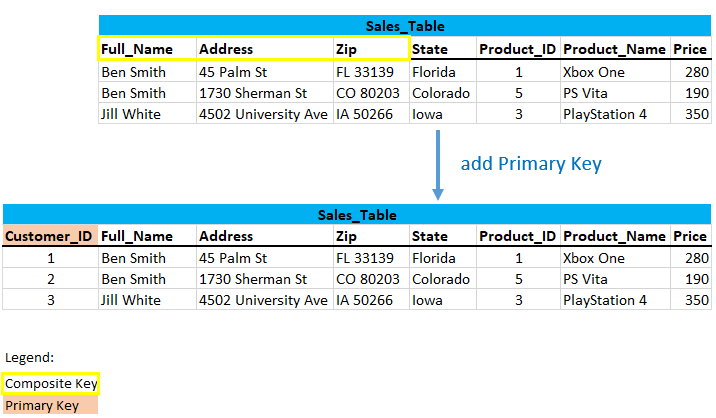 Sales_Table
Full_Name Address Zip State Product_ID Product_Name Price
Ben Smith 45 Palm St FL 33139 Florida 1 Xbox One 280
Ben Smith 1730 Sherman St CO 80203 Colorado 5 PS Vita 190
Jill White 4502 University Ave IA 50266 Iowa 3 PlayStation 4 350
add Primary Key
Sales_Table
Customer_ID Full_Name Address Zip State Product_ID Product_Name Price
1 Ben Smith 45 Palm St FL 33139 Florida 1 Xbox One 280
2 Ben Smith 1730 Sherman St CO 80203 Colorado 5 PS Vita 190
3 Jill White 4502 University Ave IA 50266 Iowa 3 PlayStation 4 350
Legend:
Composite Key
Primary Key